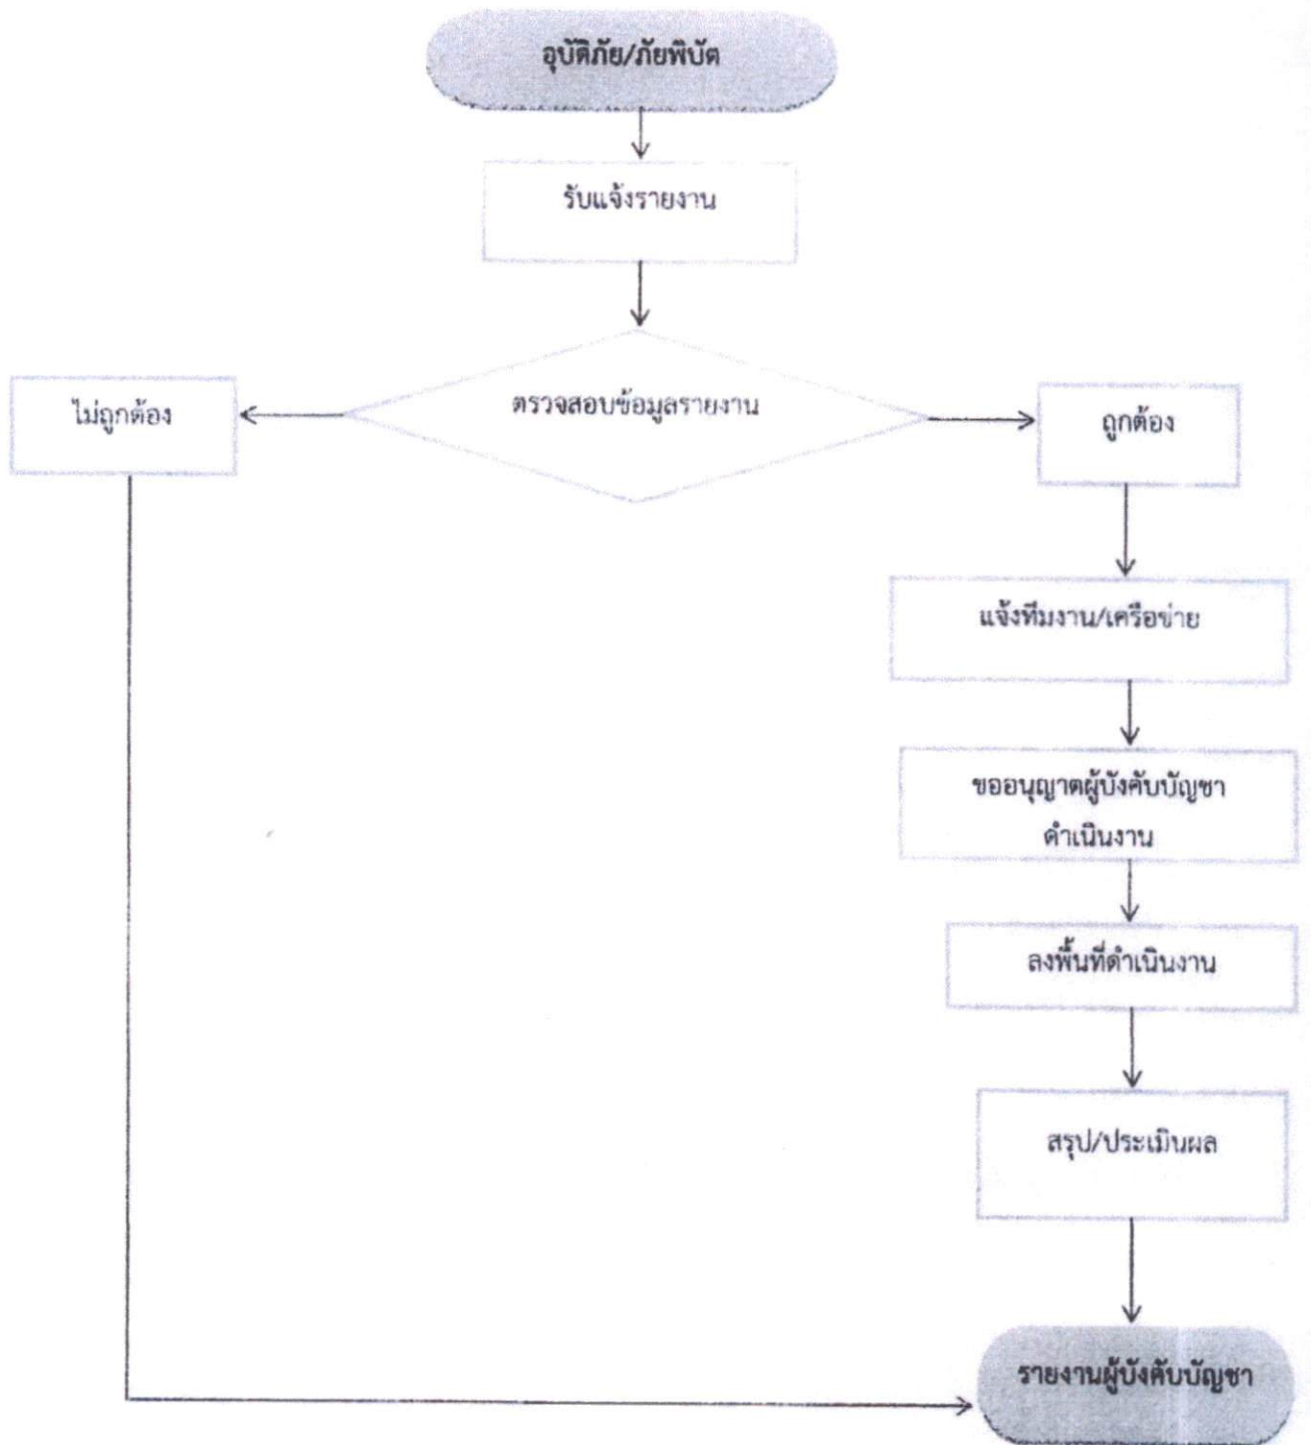 อุบัติภัย/ภัยพิบัติ
รับแจ้งรายงาน
ตรวจสอบข้อมูลรายงาน
ไม่ถูกต้อง
ถูกต้อง
แจ้งทีมงาน/เครือข่าย
ขออนุญาตผู้บังคับบัญชา
ดำเนินงาน
ลงพื้นที่ดำเนินงาน
สรุป/ประเมินผล
รายงานผู้บังคับบัญชา